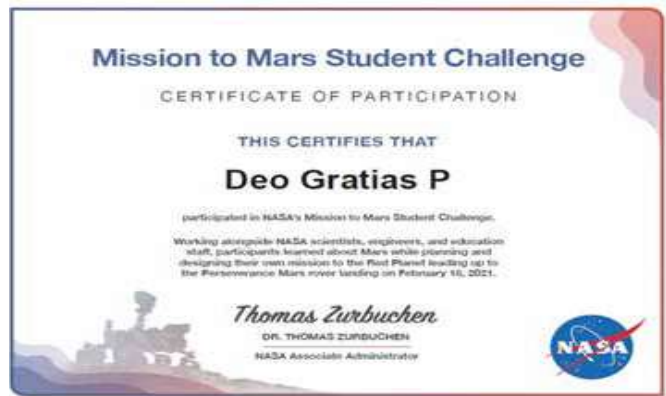 Mission to Mars Student Challenge
CERTIFICATE OF PARTICIPATION
THIS CERTIFIES THAT
Deo Gratias P
participated in NASA's Mission to Mars Student Challenge.
Working alongside NASA scientists, engineers, and education
staff, participants learned about Mars while planning and
designing their own mission to the Red Planet leading up to
the Perseverance Mars rover landing on February 18, 2021.
Thomas Zurbuchen
DR. THOMAS ZURBUCHEN
NASA Associate Administrator
NASA